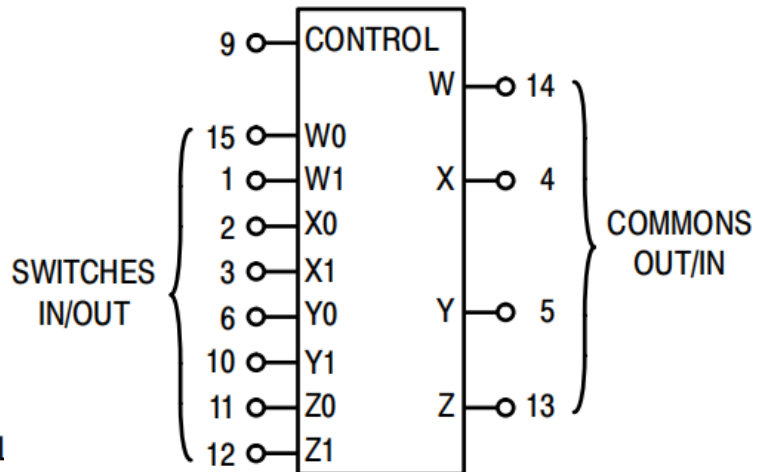 9 CONTROL
W 14
15 W0
1 W1 X 4
2 X0
3 X1
6 Y0 Y 5
10 Y1
11 Z0 Z 13
12 Z1
SWITCHES
IN/OUT
COMMONS
OUT/IN